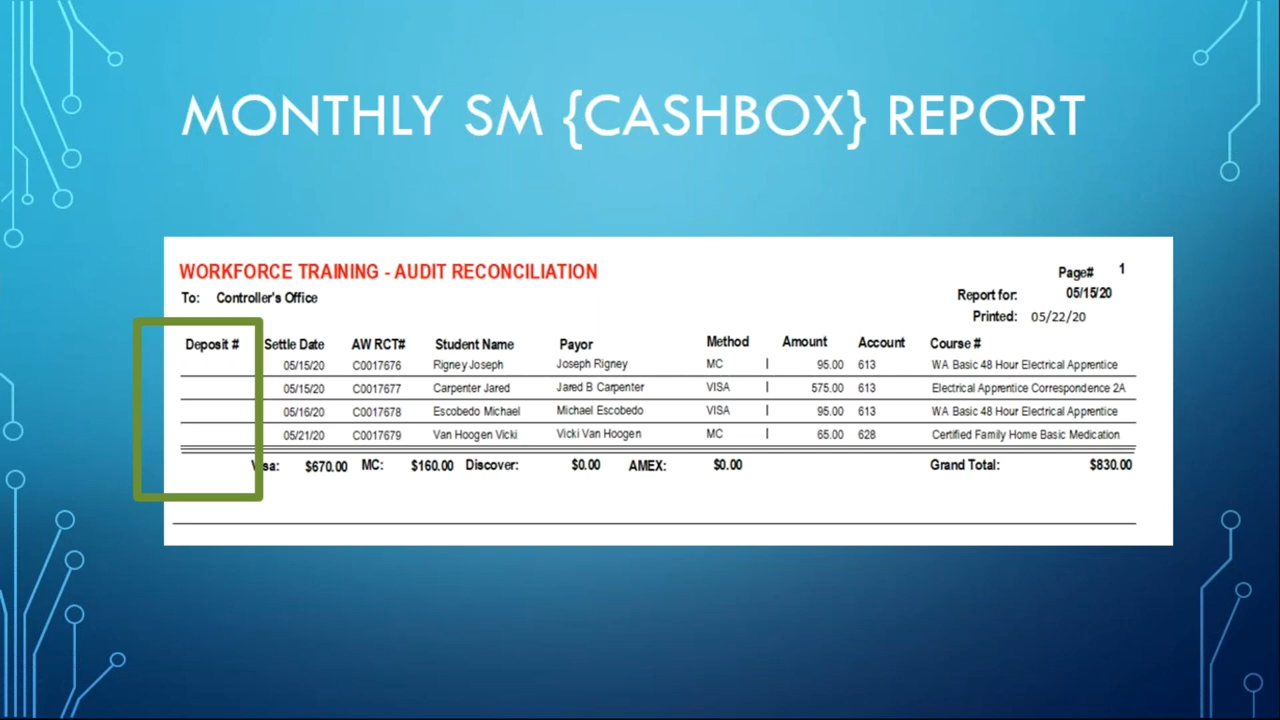 MONTHLY SM {CASHBOX} REPORT
WORKFORCE TRAINING - AUDIT RECONCILIATION
Page# 1
To: Controller's Office
Report for: 05/15/20
Printed: 05/22/20
Deposit # Settle Date AW RCT# Student Name Payor Method Amount Account Course #
05/15/20 C0017676 Rigney Joseph Joseph Rigney MC | 95.00 613 WA Basic 48 Hour Electrical Apprentice
05/15/20 C0017677 Carpenter Jared Jared B Carpenter VISA | 575.00 613 Electrical Apprentice Correspondence 2A
05/16/20 C0017678 Escobedo Michael Michael Escobedo VISA | 95.00 613 WA Basic 48 Hour Electrical Apprentice
05/21/20 C0017679 Van Hoogen Vicki Vicki Van Hoogen MC | 65.00 628 Certified Family Home Basic Medication
Visa: $670.00 MC: $160.00 Discover: $0.00 AMEX: $0.00 Grand Total: $830.00